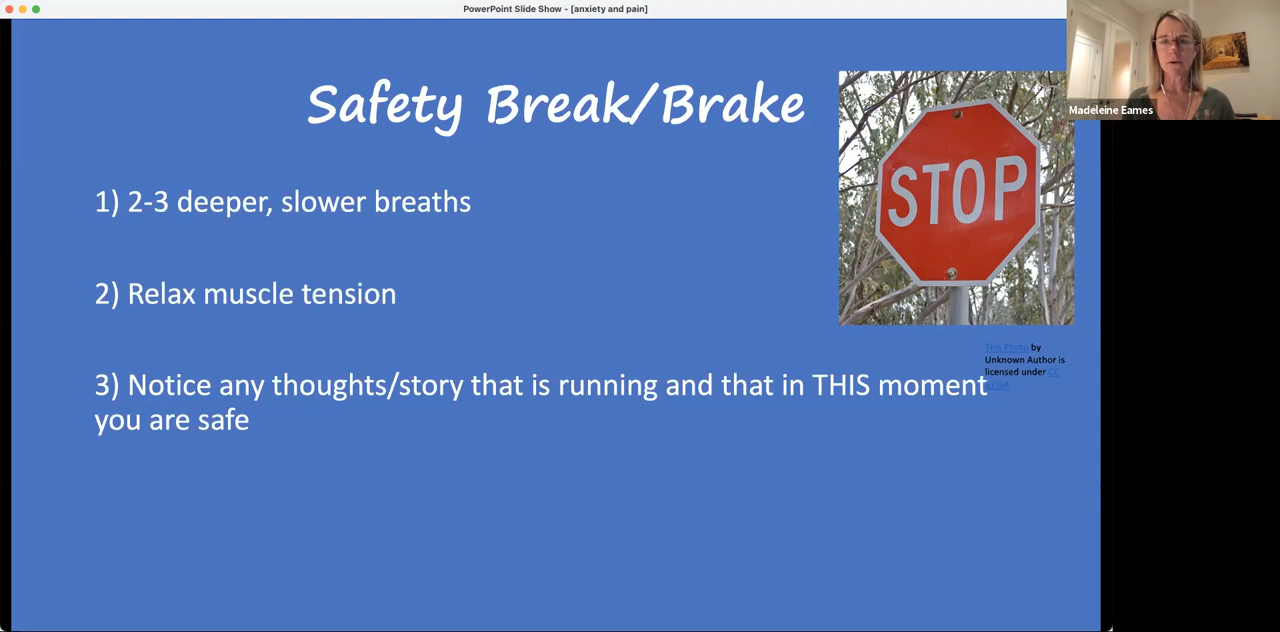 PowerPoint Slide Show - [anxiety and pain]
Madeleine Eames
Safety Break/Brake
STOP
1) 2-3 deeper, slower breaths
2) Relax muscle tension
This Photo by
Unknown Author is
licensed under CC
3) Notice any thoughts/story that is running and that in THIS moment
you are safe